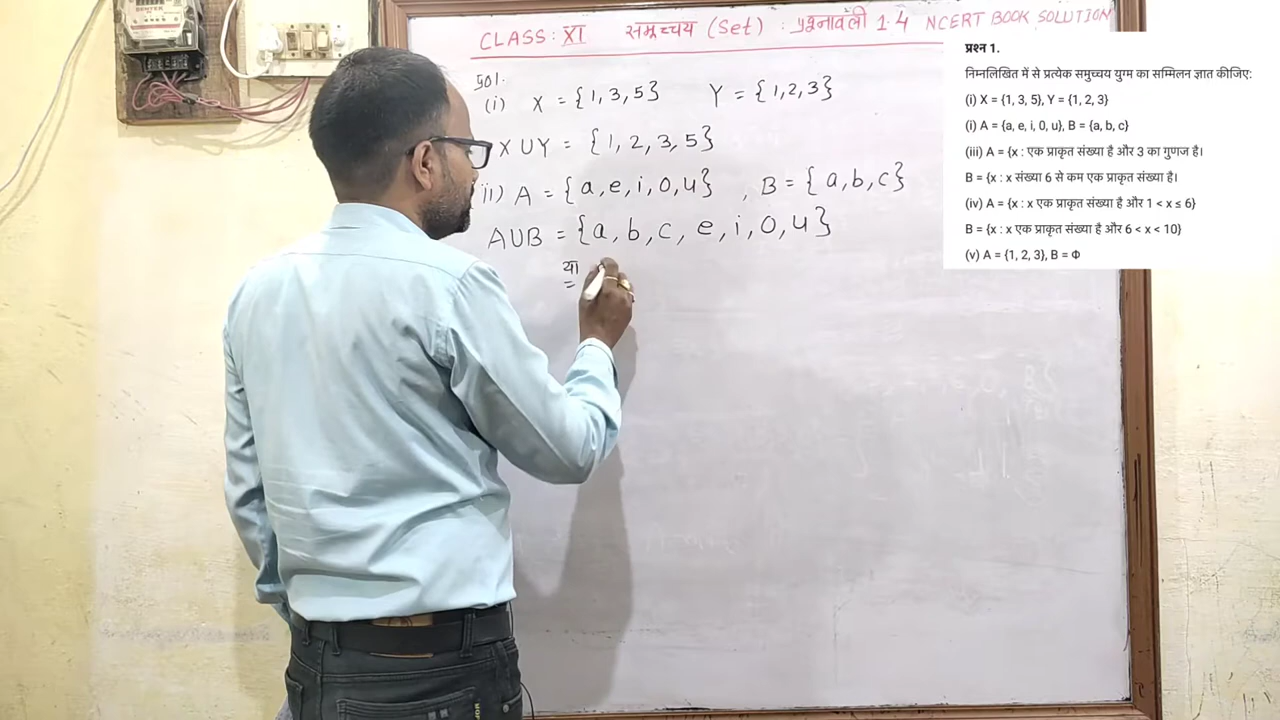 CLASS: XI समुच्चय (Set) : प्रश्नावली 1.4 NCERT BOOK SOLUTION
(i) X = {1, 3, 5} Y = {1, 2, 3}
X U Y = {1, 2, 3, 5}
ii) A = {a, e, i, o, u} , B = {a, b, c}
A U B = {a, b, c, e, i, o, u}
या
=
प्रश्न 1.
निम्नलिखित में से प्रत्येक समुच्चय युग्म का सम्मिलन ज्ञात कीजिए:
(i) X = {1, 3, 5}, Y = {1, 2, 3}
(i) A = {a, e, i, 0, u}, B = {a, b, c}
(iii) A = {x : एक प्राकृत संख्या है और 3 का गुणज है।
B = {x : x संख्या 6 से कम एक प्राकृत संख्या है।
(iv) A = {x : x एक प्राकृत संख्या है और 1 < x ≤ 6}
B = {x : x एक प्राकृत संख्या है और 6 < x < 10}
(v) A = {1, 2, 3}, B = Φ